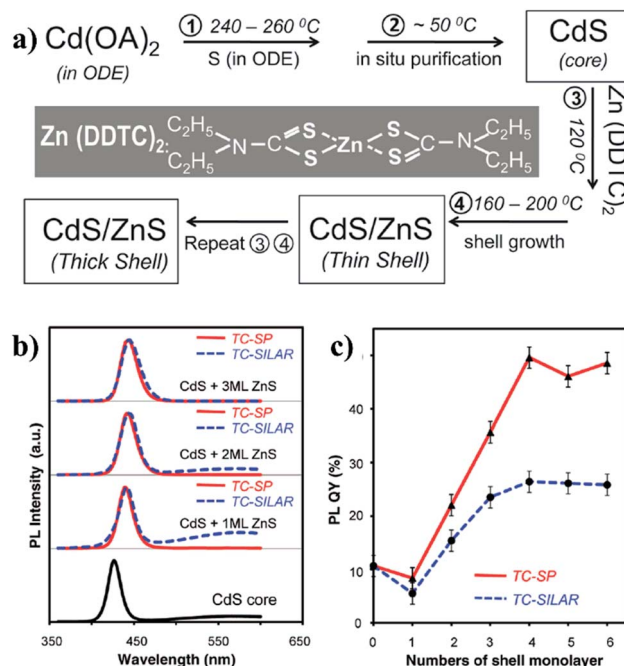 a)
Cd(OA)2
(in ODE)
① 240 – 260 ⁰C
S (in ODE)
② ~ 50 ⁰C
in situ purification
CdS
(core)
③
120 ⁰C
Zn (DDTC)2
Zn (DDTC)2:
C2H5
C2H5
N
C
S
S
Zn
S
S
C
N
C2H5
C2H5
④ 160 – 200 ⁰C
shell growth
CdS/ZnS
(Thin Shell)
Repeat ③ ④
CdS/ZnS
(Thick Shell)
b)
PL Intensity (a.u.)
TC-SP
TC-SILAR
CdS + 3ML ZnS
TC-SP
TC-SILAR
CdS + 2ML ZnS
TC-SP
TC-SILAR
CdS + 1ML ZnS
CdS core
350 450 550 650
Wavelength (nm)
c)
PL QY (%)
50
40
30
20
10
0
TC-SP
TC-SILAR
0 1 2 3 4 5 6
Numbers of shell monolayer